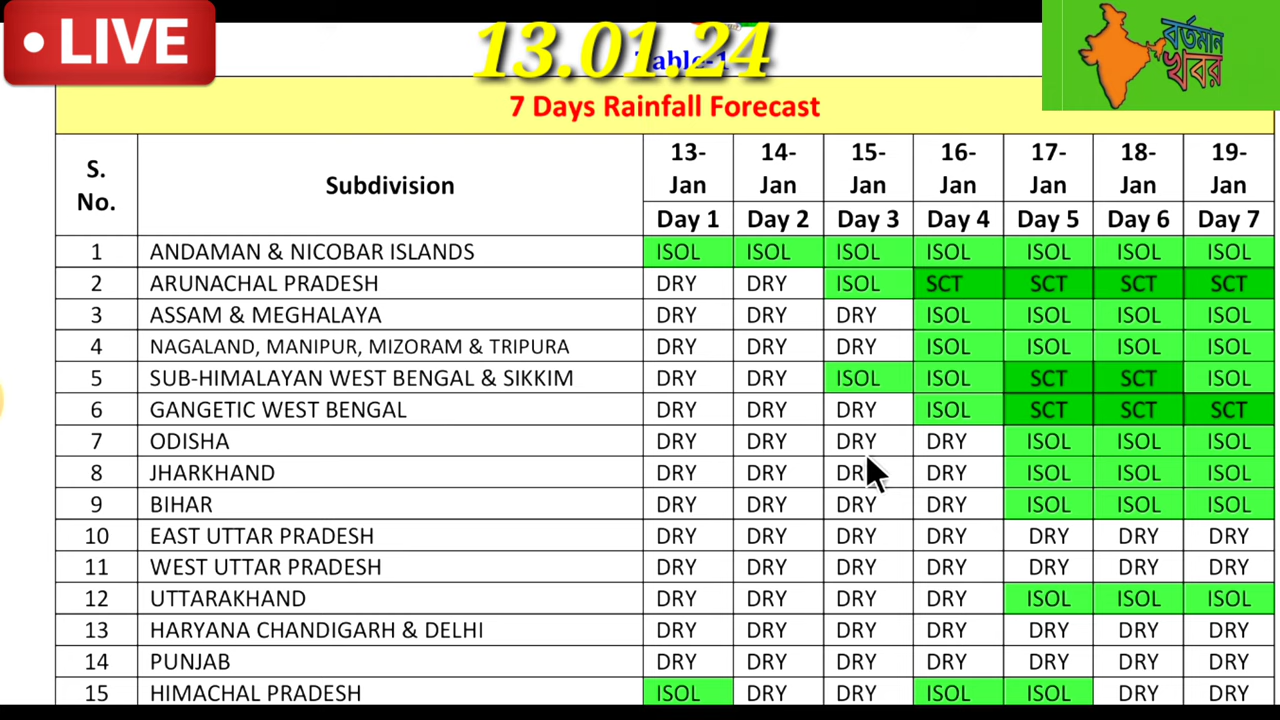 LIVE
13.01.24
Table-1
বর্তমান
খবর
7 Days Rainfall Forecast
S. No. Subdivision 13-Jan 14-Jan 15-Jan 16-Jan 17-Jan 18-Jan 19-Jan
Day 1 Day 2 Day 3 Day 4 Day 5 Day 6 Day 7
1 ANDAMAN & NICOBAR ISLANDS ISOL ISOL ISOL ISOL ISOL ISOL ISOL
2 ARUNACHAL PRADESH DRY DRY ISOL SCT SCT SCT SCT
3 ASSAM & MEGHALAYA DRY DRY DRY ISOL ISOL ISOL ISOL
4 NAGALAND, MANIPUR, MIZORAM & TRIPURA DRY DRY DRY ISOL ISOL ISOL ISOL
5 SUB-HIMALAYAN WEST BENGAL & SIKKIM DRY DRY ISOL ISOL SCT SCT ISOL
6 GANGETIC WEST BENGAL DRY DRY DRY ISOL SCT SCT SCT
7 ODISHA DRY DRY DRY DRY ISOL ISOL ISOL
8 JHARKHAND DRY DRY DRY DRY ISOL ISOL ISOL
9 BIHAR DRY DRY DRY DRY ISOL ISOL ISOL
10 EAST UTTAR PRADESH DRY DRY DRY DRY DRY DRY DRY
11 WEST UTTAR PRADESH DRY DRY DRY DRY DRY DRY DRY
12 UTTARAKHAND DRY DRY DRY DRY ISOL ISOL ISOL
13 HARYANA CHANDIGARH & DELHI DRY DRY DRY DRY DRY DRY DRY
14 PUNJAB DRY DRY DRY DRY DRY DRY DRY
15 HIMACHAL PRADESH ISOL DRY DRY ISOL ISOL DRY DRY